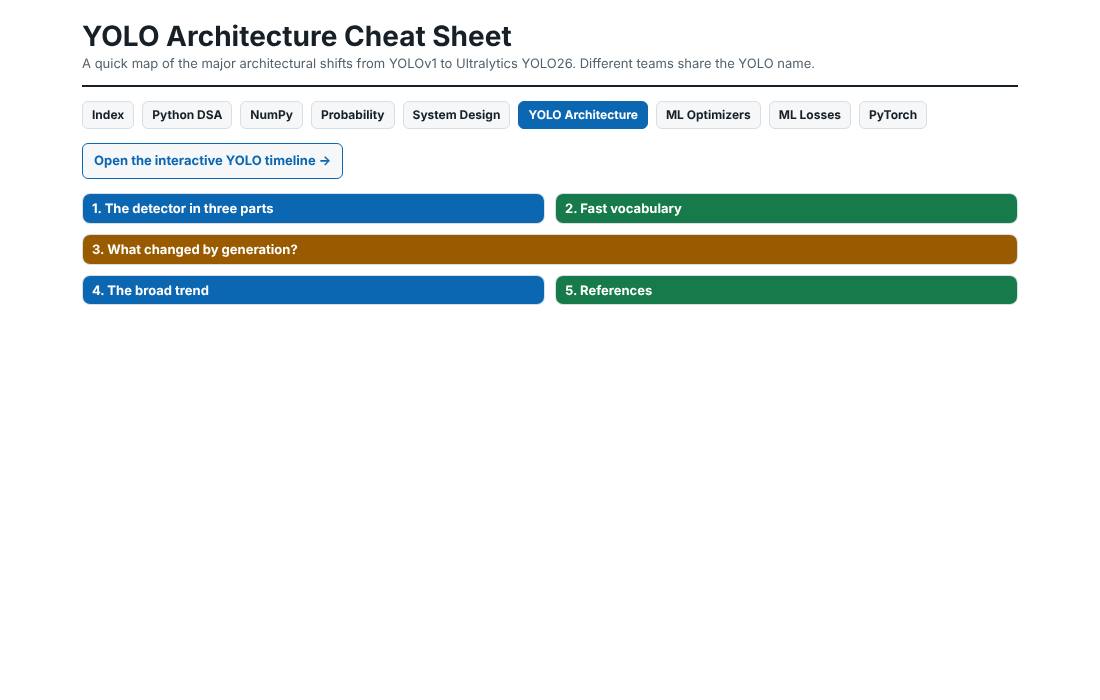 YOLO Architecture Cheat Sheet
A quick map of the major architectural shifts from YOLOv1 to Ultralytics YOLO26. Different teams share the YOLO name.
Index Python DSA NumPy Probability System Design YOLO Architecture ML Optimizers ML Losses PyTorch
Open the interactive YOLO timeline →
1. The detector in three parts
2. Fast vocabulary
3. What changed by generation?
4. The broad trend
5. References